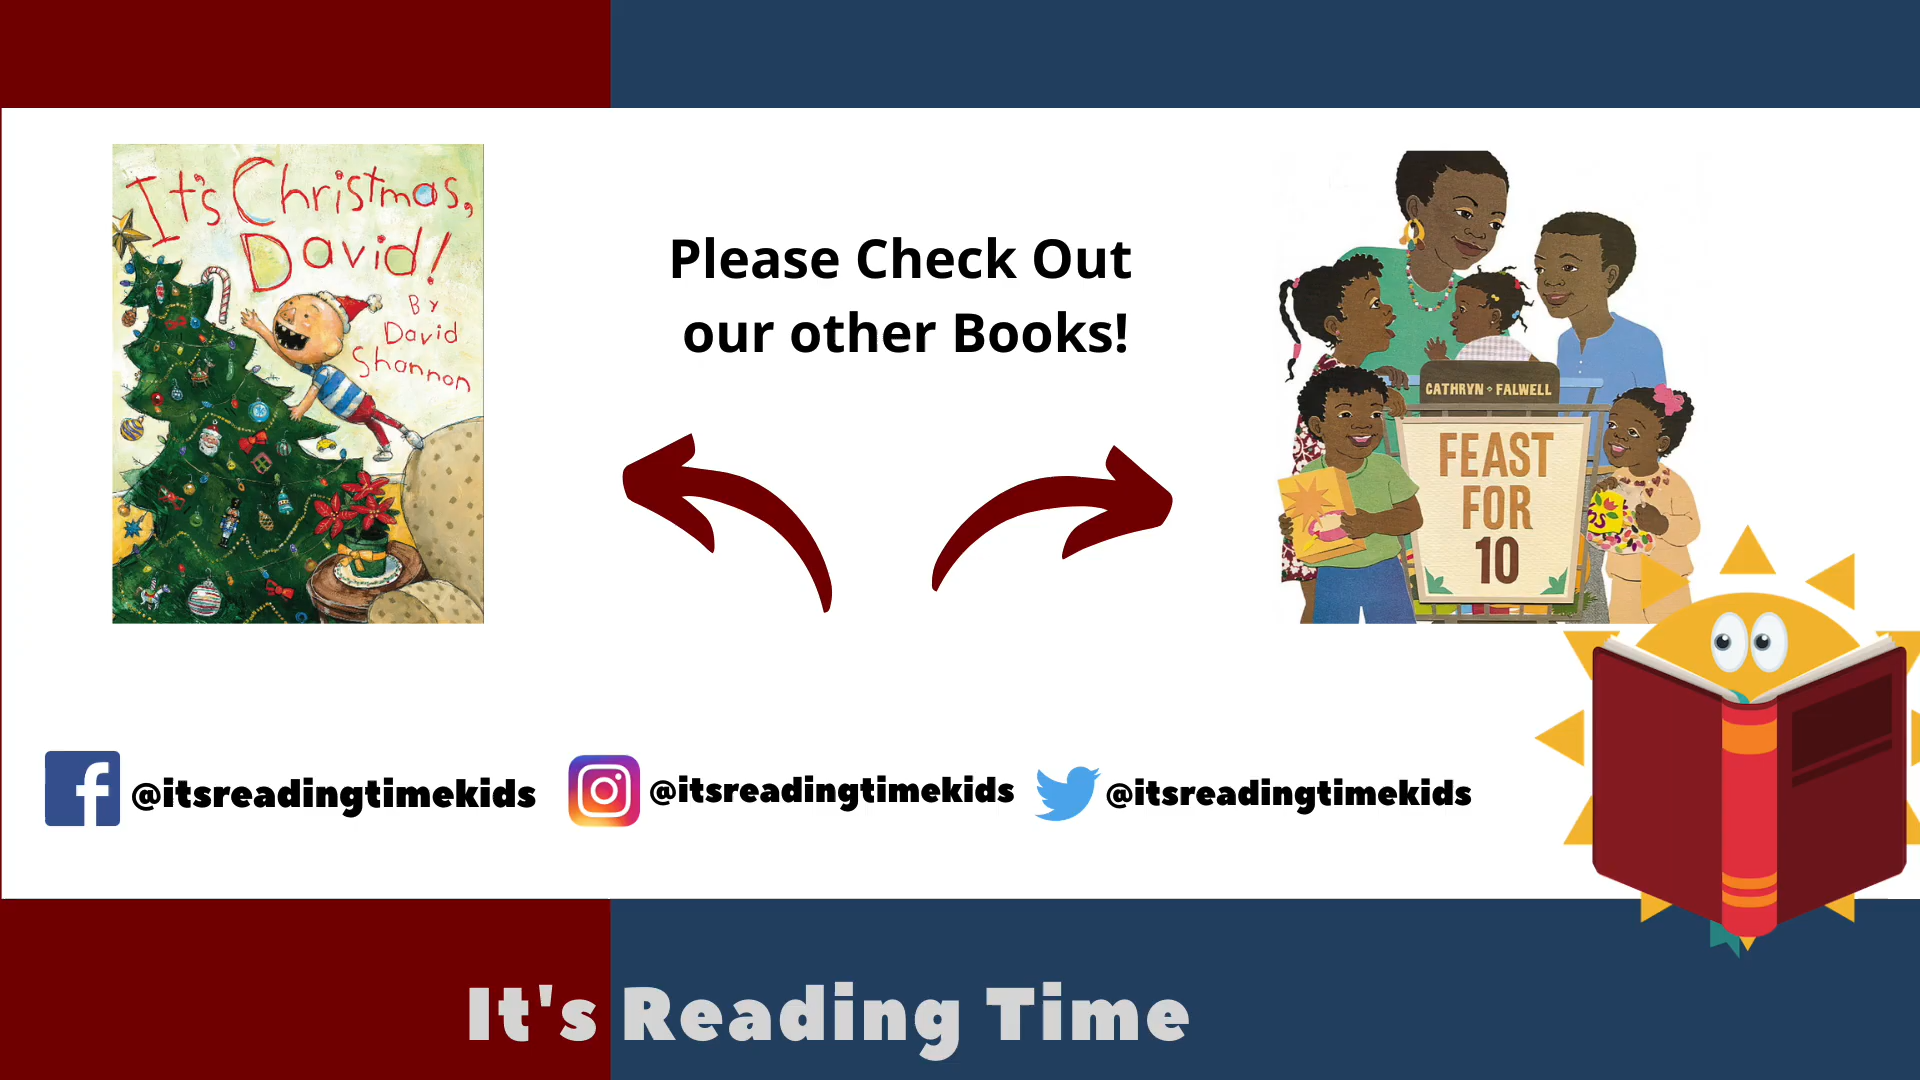 It's Christmas,
David!
By
David
Shannon
Please Check Out
our other Books!
CATHRYN FALWELL
FEAST
FOR
10
@itsreadingtimekids
@itsreadingtimekids
@itsreadingtimekids
It's Reading Time